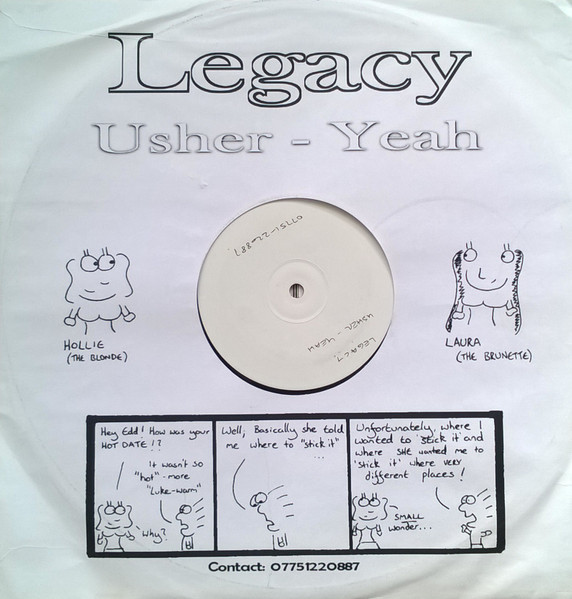 Legacy
Usher - Yeah
07751-220887
LEGACY.
USHER - YEAH
HOLLIE
(THE BLONDE)
LAURA
(THE BRUNETTE)
Hey Edd! How was your
HOT DATE!?
It wasn't so
"hot" - more
"Luke-warm"
Why?
Well, Basically she told
me where to "stick it"
...
Unfortunately, where I
wanted to 'stick it' and
where SHE wanted me to
'stick it' where VERY
different places!
SMALL
wonder...
Contact: 07751220887